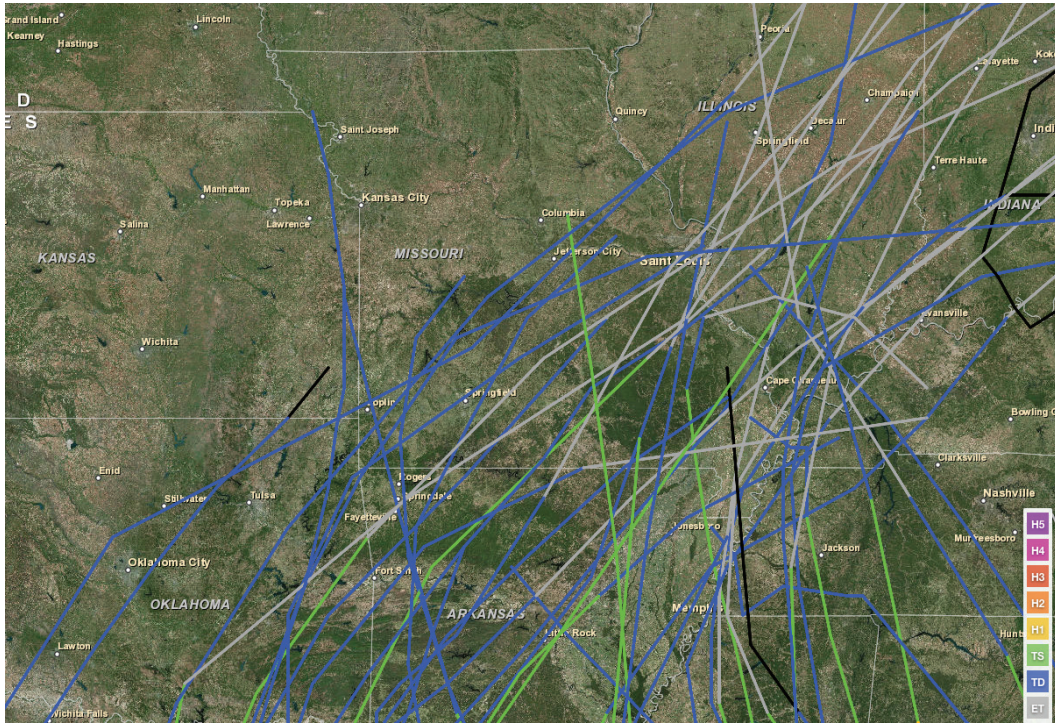 Grand Island
Lincoln
Kearney
Hastings
Peoria
Lafayette
Koko
D
E S
Champaign
ILLINOIS
Quincy
Decatur
Springfield
Saint Joseph
Indi
Terre Haute
Manhattan
Topeka
Kansas City
Lawrence
Columbia
INDIANA
Salina
KANSAS
MISSOURI
Jefferson City
Saint Louis
Evansville
Wichita
Cape Girardeau
Springfield
Joplin
Bowling G
Enid
Rogers
Clarksville
Stillwater
Tulsa
Springdale
Nashville
Fayetteville
Jonesboro
Murfreesboro
Jackson
Oklahoma City
Fort Smith
OKLAHOMA
ARKANSAS
Memphis
Little Rock
Hunts
Lawton
Wichita Falls
H5
H4
H3
H2
H1
TS
TD
ET